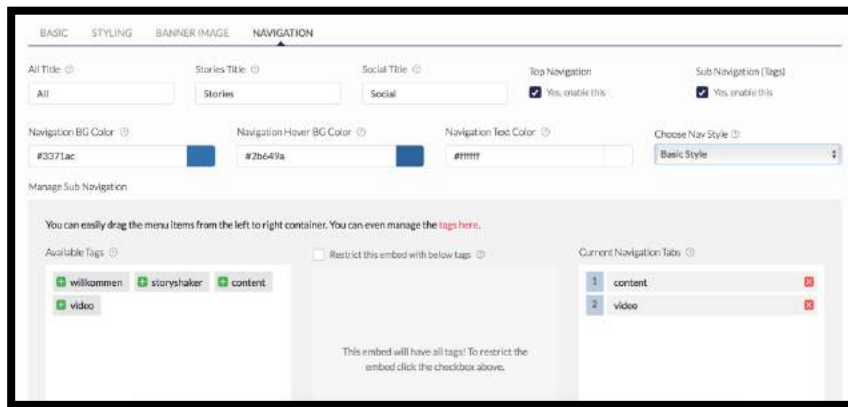 BASIC STYLING BANNER IMAGE NAVIGATION
All Title Stories Title Social Title Top Navigation Sub Navigation (Tags)
All Stories Social Yes, enable this Yes, enable this
Navigation BG Color Navigation Hover BG Color Navigation Text Color Choose Nav Style
#3371ac #2b649a #ffffff Basic Style
Manage Sub Navigation
You can easily drag the menu items from the left to right container. You can even manage the tags here.
Available Tags Restrict this embed with below tags Current Navigation Tabs
willkommen storyshaker content 1 content
video 2 video
This embed will have all tags! To restrict the
embed click the checkbox above.